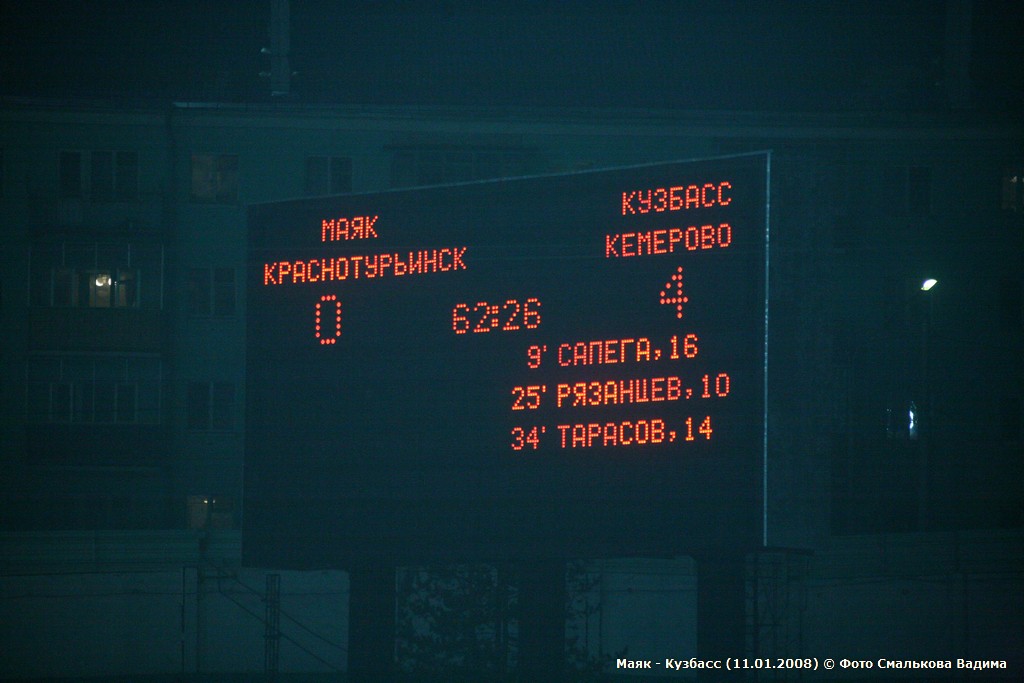 МАЯК
КРАСНОТУРЬИНСК
КУЗБАСС
КЕМЕРОВО
0
62:26
4
9' САПЕГА,16
25' РЯЗАНЦЕВ,10
34' ТАРАСОВ,14
Маяк - Кузбасс (11.01.2008) © Фото Смалькова Вадима